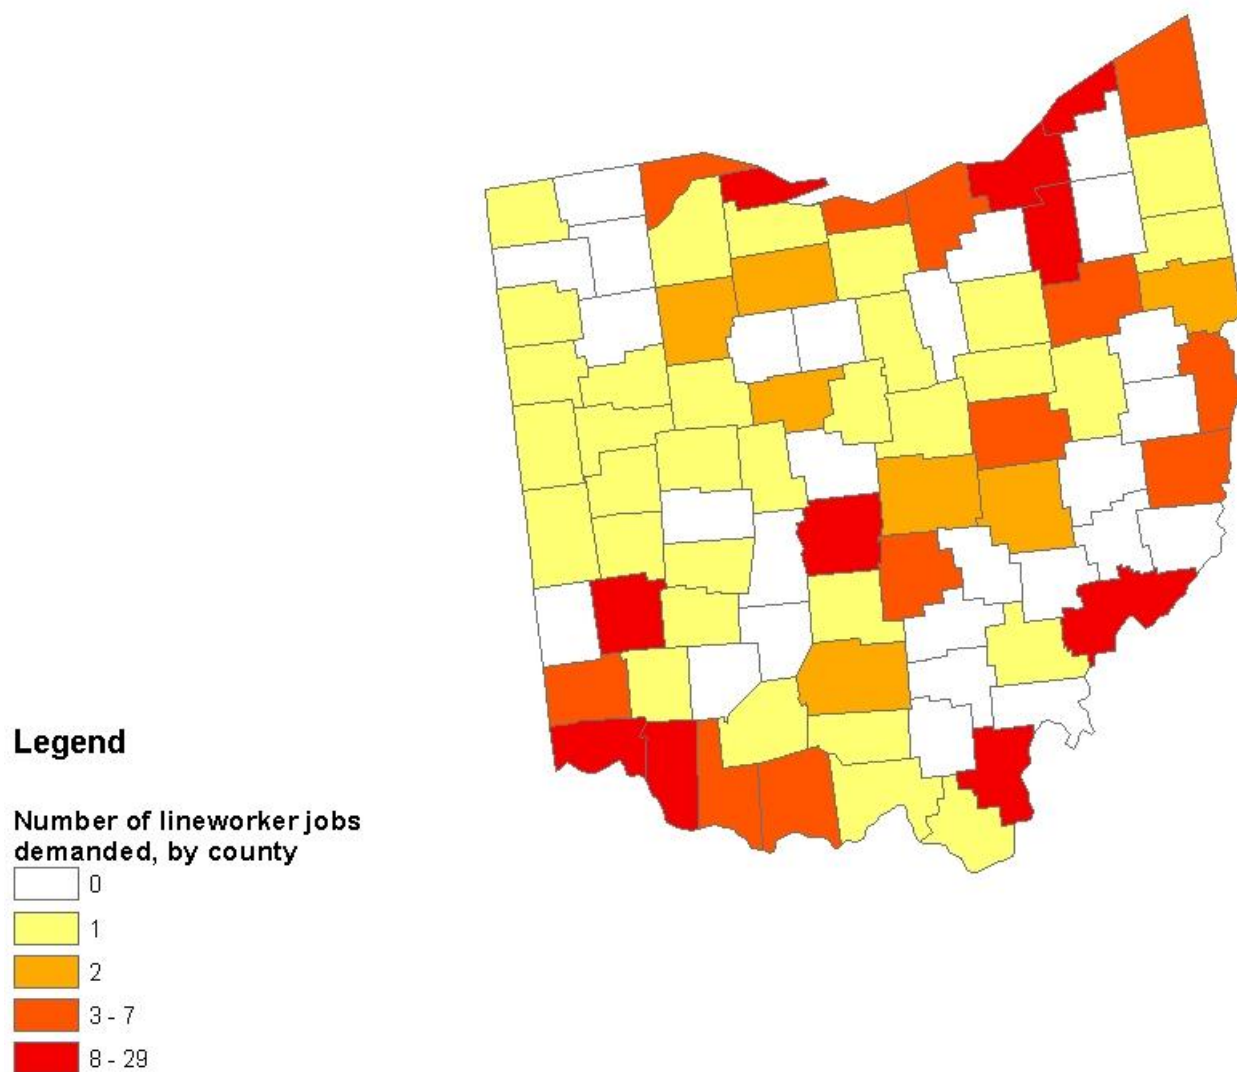 Legend
Number of lineworker jobs
demanded, by county
0
1
2
3 - 7
8 - 29